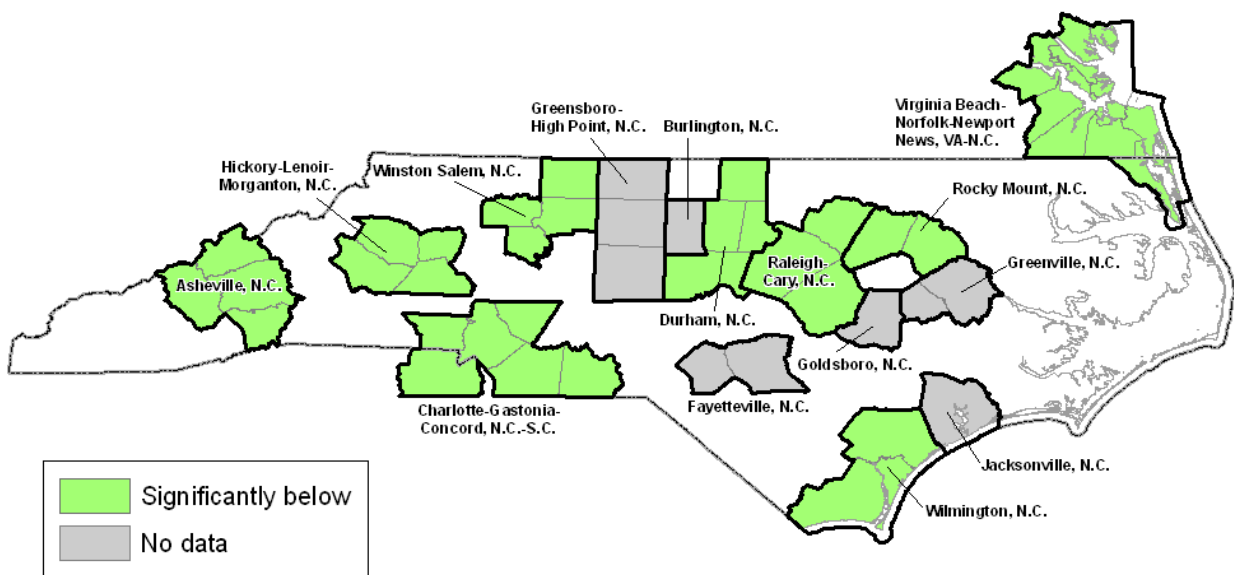 Greensboro-
High Point, N.C.
Burlington, N.C.
Virginia Beach-
Norfolk-Newport
News, VA-N.C.
Hickory-Lenoir-
Morganton, N.C.
Winston Salem, N.C.
Rocky Mount, N.C.
Asheville, N.C.
Raleigh-
Cary, N.C.
Greenville, N.C.
Durham, N.C.
Goldsboro, N.C.
Fayetteville, N.C.
Charlotte-Gastonia-
Concord, N.C.-S.C.
Jacksonville, N.C.
Wilmington, N.C.
Significantly below
No data